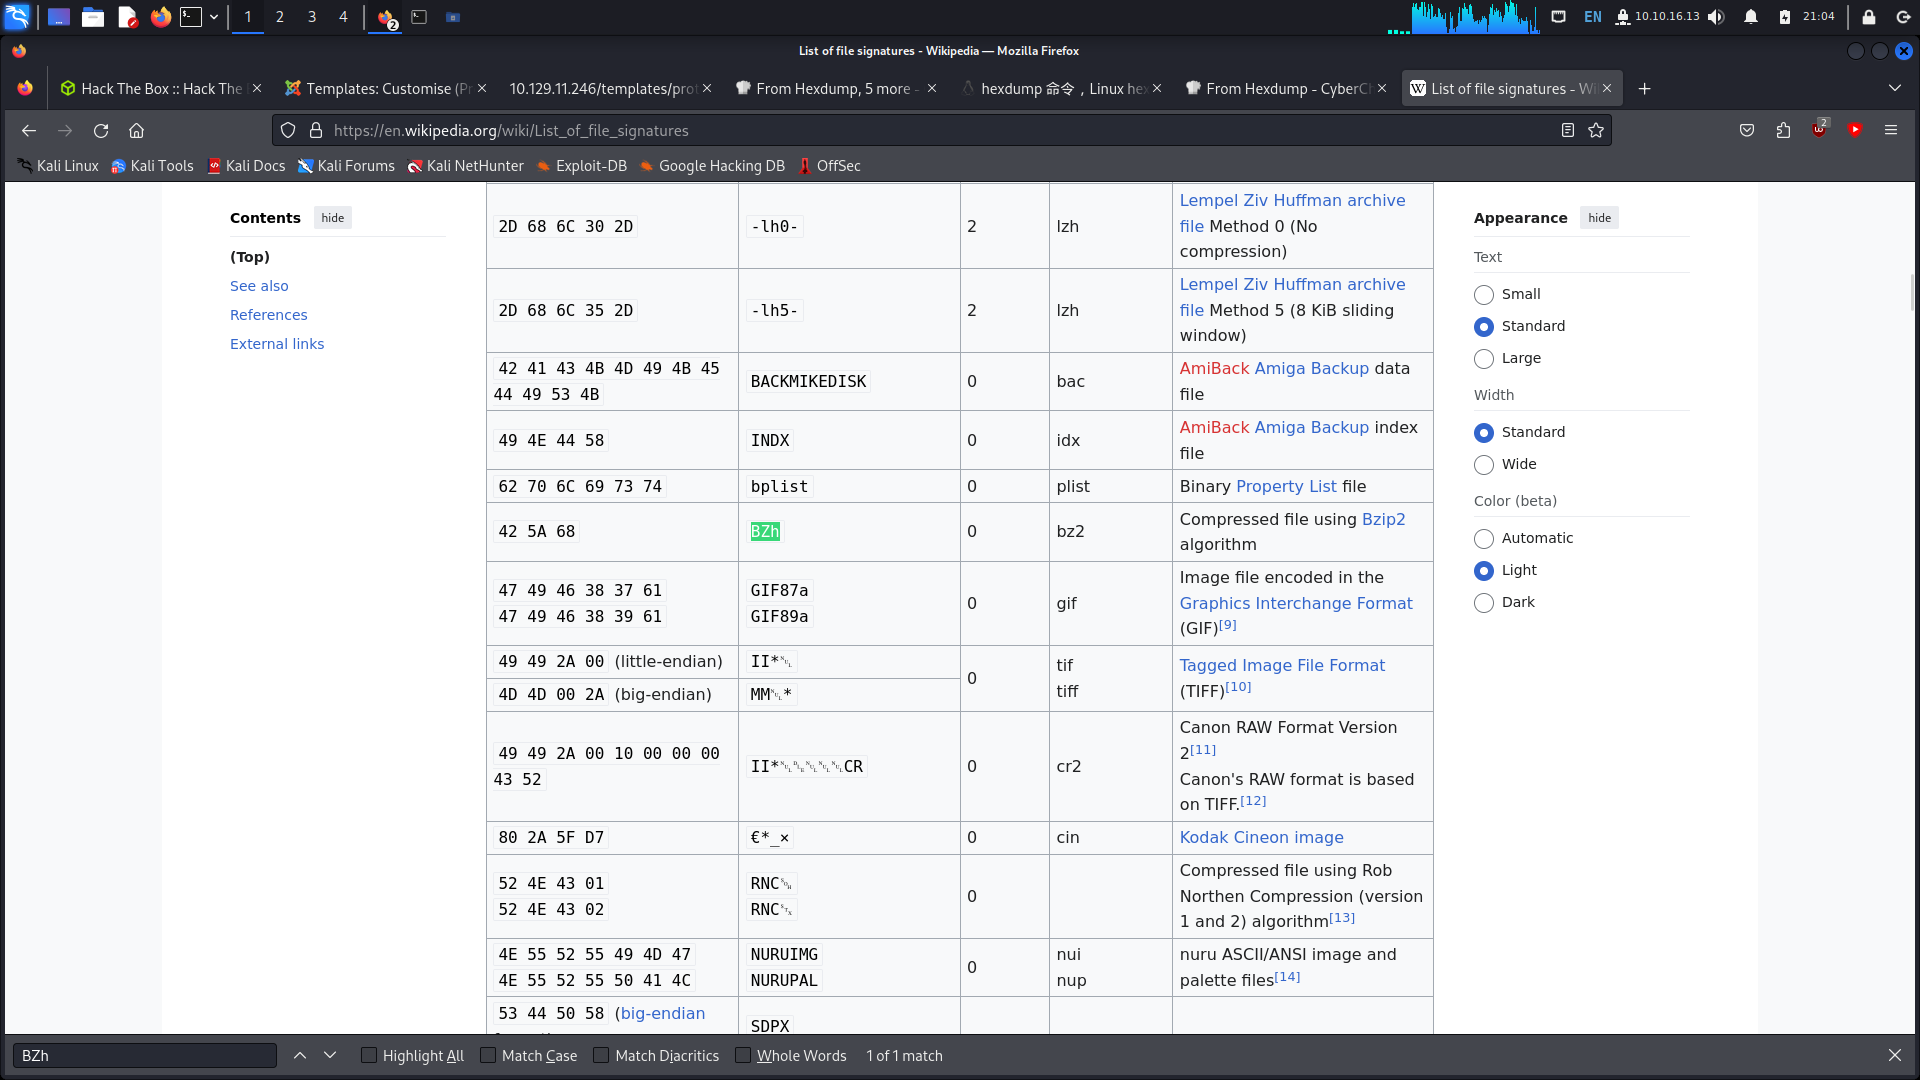 1
2
3
4
2
EN
10.10.16.13
21:04
List of file signatures - Wikipedia — Mozilla Firefox
Hack The Box :: Hack The
Templates: Customise (Pr
10.129.11.246/templates/prot
From Hexdump, 5 more -
hexdump 命令，Linux hex
From Hexdump - CyberCh
List of file signatures - Wi
https://en.wikipedia.org/wiki/List_of_file_signatures
2
Kali Linux
Kali Tools
Kali Docs
Kali Forums
Kali NetHunter
Exploit-DB
Google Hacking DB
OffSec
Contents
hide
(Top)
See also
References
External links
2D 68 6C 30 2D
-lh0-
2
lzh
Lempel Ziv Huffman archive
file Method 0 (No
compression)
2D 68 6C 35 2D
-lh5-
2
lzh
Lempel Ziv Huffman archive
file Method 5 (8 KiB sliding
window)
42 41 43 4B 4D 49 4B 45
44 49 53 4B
BACKMIKEDISK
0
bac
AmiBack Amiga Backup data
file
49 4E 44 58
INDX
0
idx
AmiBack Amiga Backup index
file
62 70 6C 69 73 74
bplist
0
plist
Binary Property List file
42 5A 68
BZh
0
bz2
Compressed file using Bzip2
algorithm
47 49 46 38 37 61
47 49 46 38 39 61
GIF87a
GIF89a
0
gif
Image file encoded in the
Graphics Interchange Format
(GIF)[9]
49 49 2A 00 (little-endian)
II*␀
4D 4D 00 2A (big-endian)
MM␀*
0
tif
tiff
Tagged Image File Format
(TIFF)[10]
49 49 2A 00 10 00 00 00
43 52
II*␀␐␀␀␀CR
0
cr2
Canon RAW Format Version
2[11]
Canon's RAW format is based
on TIFF.[12]
80 2A 5F D7
€*_×
0
cin
Kodak Cineon image
52 4E 43 01
52 4E 43 02
RNC␁
RNC␂
0
Compressed file using Rob
Northen Compression (version
1 and 2) algorithm[13]
4E 55 52 55 49 4D 47
4E 55 52 55 50 41 4C
NURUIMG
NURUPAL
0
nui
nup
nuru ASCII/ANSI image and
palette files[14]
53 44 50 58 (big-endian
SDPX
Appearance
hide
Text
Small
Standard
Large
Width
Standard
Wide
Color (beta)
Automatic
Light
Dark
BZh
Highlight All
Match Case
Match Diacritics
Whole Words
1 of 1 match